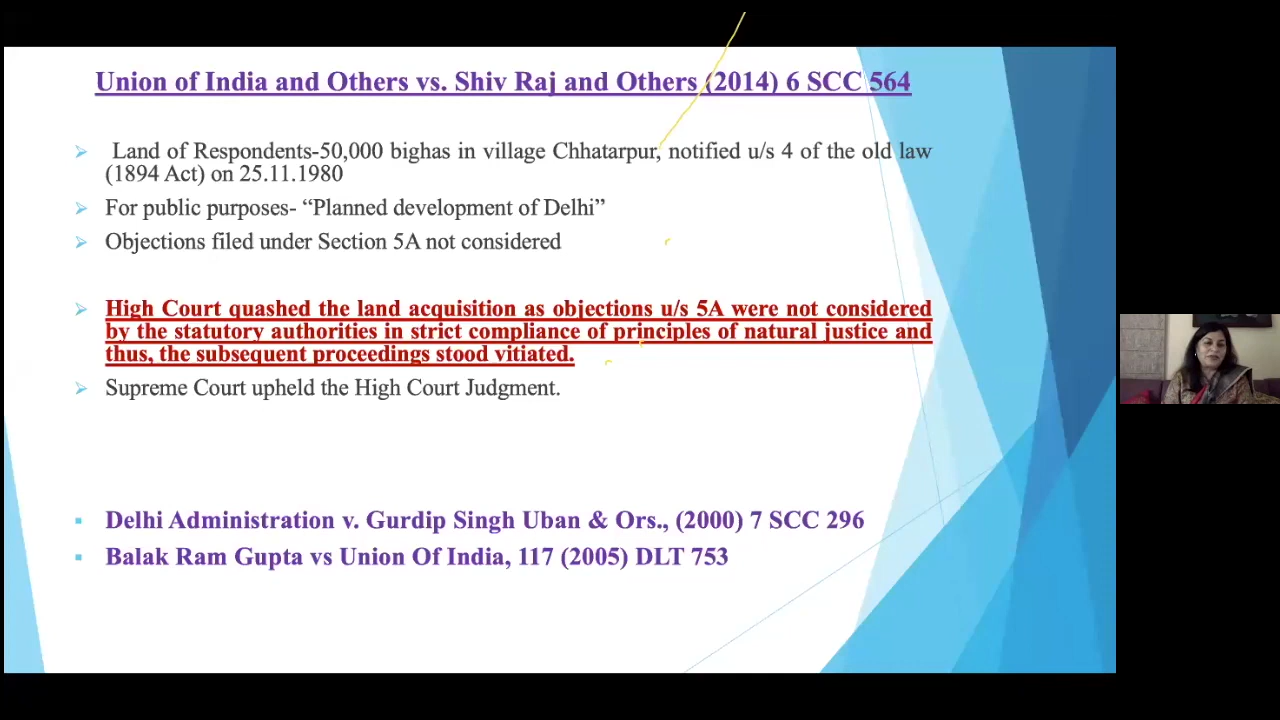 Union of India and Others vs. Shiv Raj and Others (2014) 6 SCC 564
Land of Respondents-50,000 bighas in village Chhatarpur, notified u/s 4 of the old law
(1894 Act) on 25.11.1980
For public purposes- “Planned development of Delhi”
Objections filed under Section 5A not considered
High Court quashed the land acquisition as objections u/s 5A were not considered
by the statutory authorities in strict compliance of principles of natural justice and
thus, the subsequent proceedings stood vitiated.
Supreme Court upheld the High Court Judgment.
Delhi Administration v. Gurdip Singh Uban & Ors., (2000) 7 SCC 296
Balak Ram Gupta vs Union Of India, 117 (2005) DLT 753